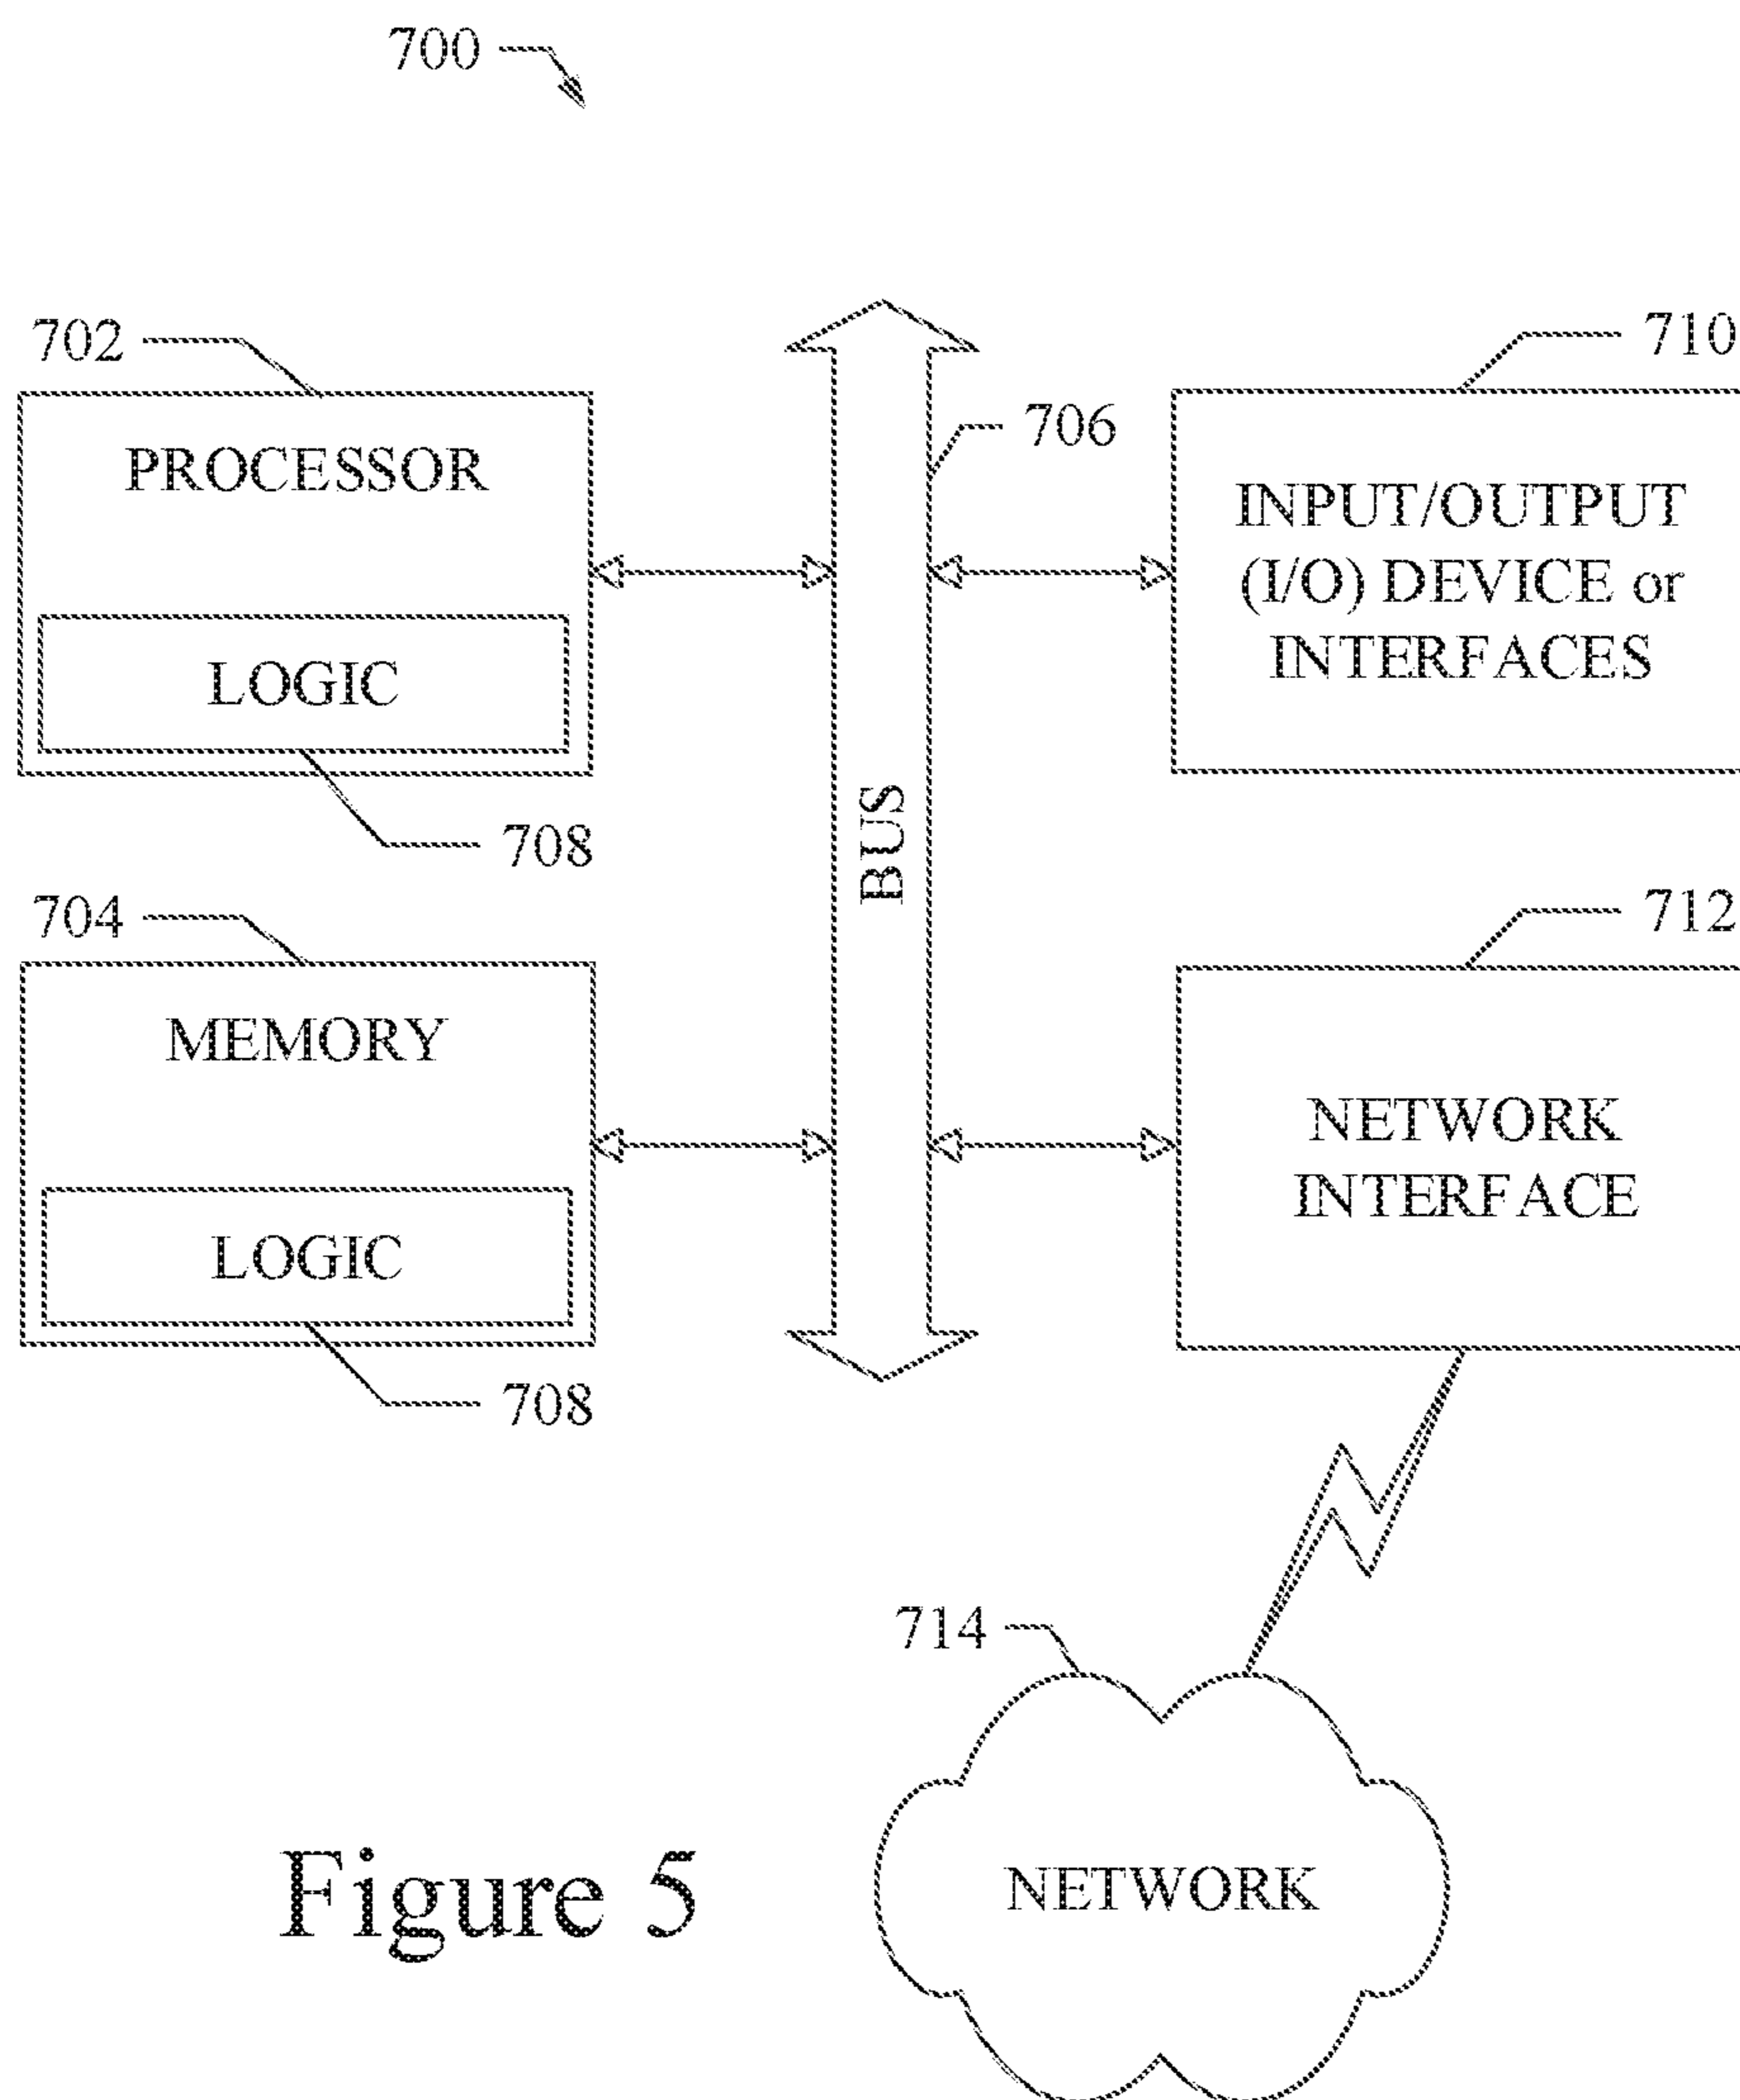 700
702
PROCESSOR
LOGIC
708
704
MEMORY
LOGIC
708
706
BUS
710
INPUT/OUTPUT
(I/O) DEVICE or
INTERFACES
712
NETWORK
INTERFACE
714
NETWORK
Figure 5